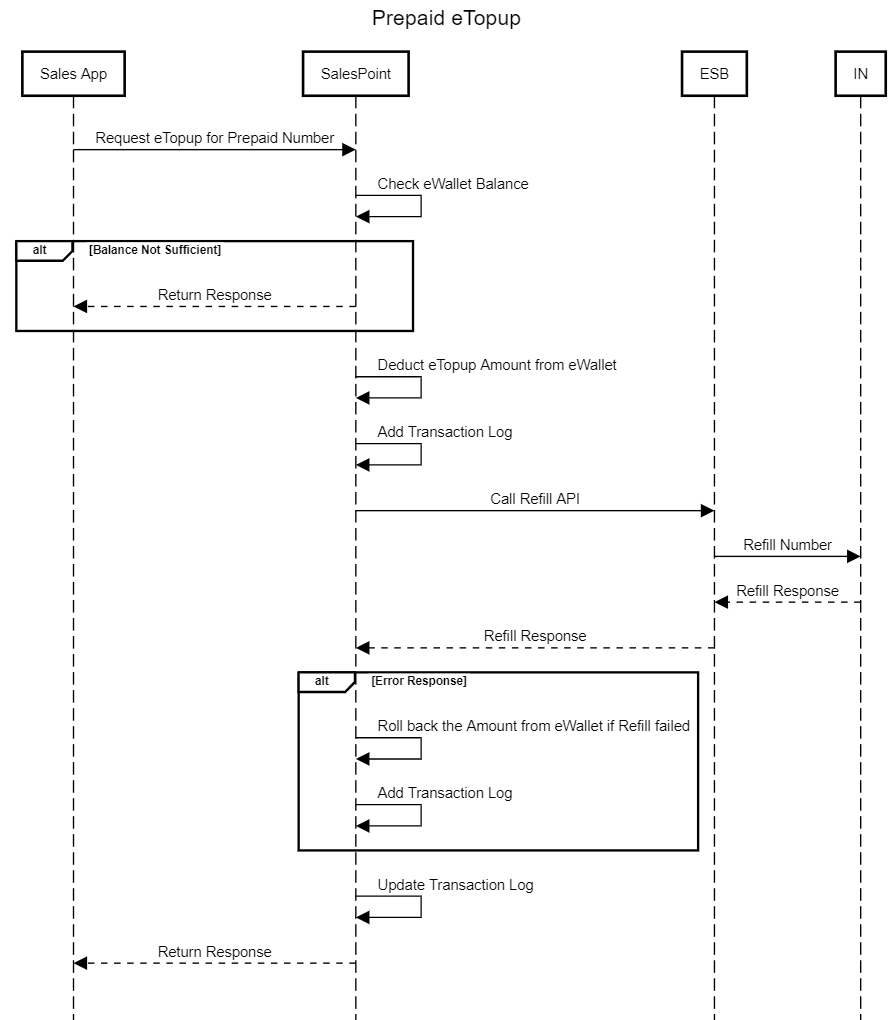 Prepaid eTopup
Sales App
SalesPoint
ESB
IN
Request eTopup for Prepaid Number
Check eWallet Balance
alt
[Balance Not Sufficient]
Return Response
Deduct eTopup Amount from eWallet
Add Transaction Log
Call Refill API
Refill Number
Refill Response
Refill Response
alt
[Error Response]
Roll back the Amount from eWallet if Refill failed
Add Transaction Log
Update Transaction Log
Return Response